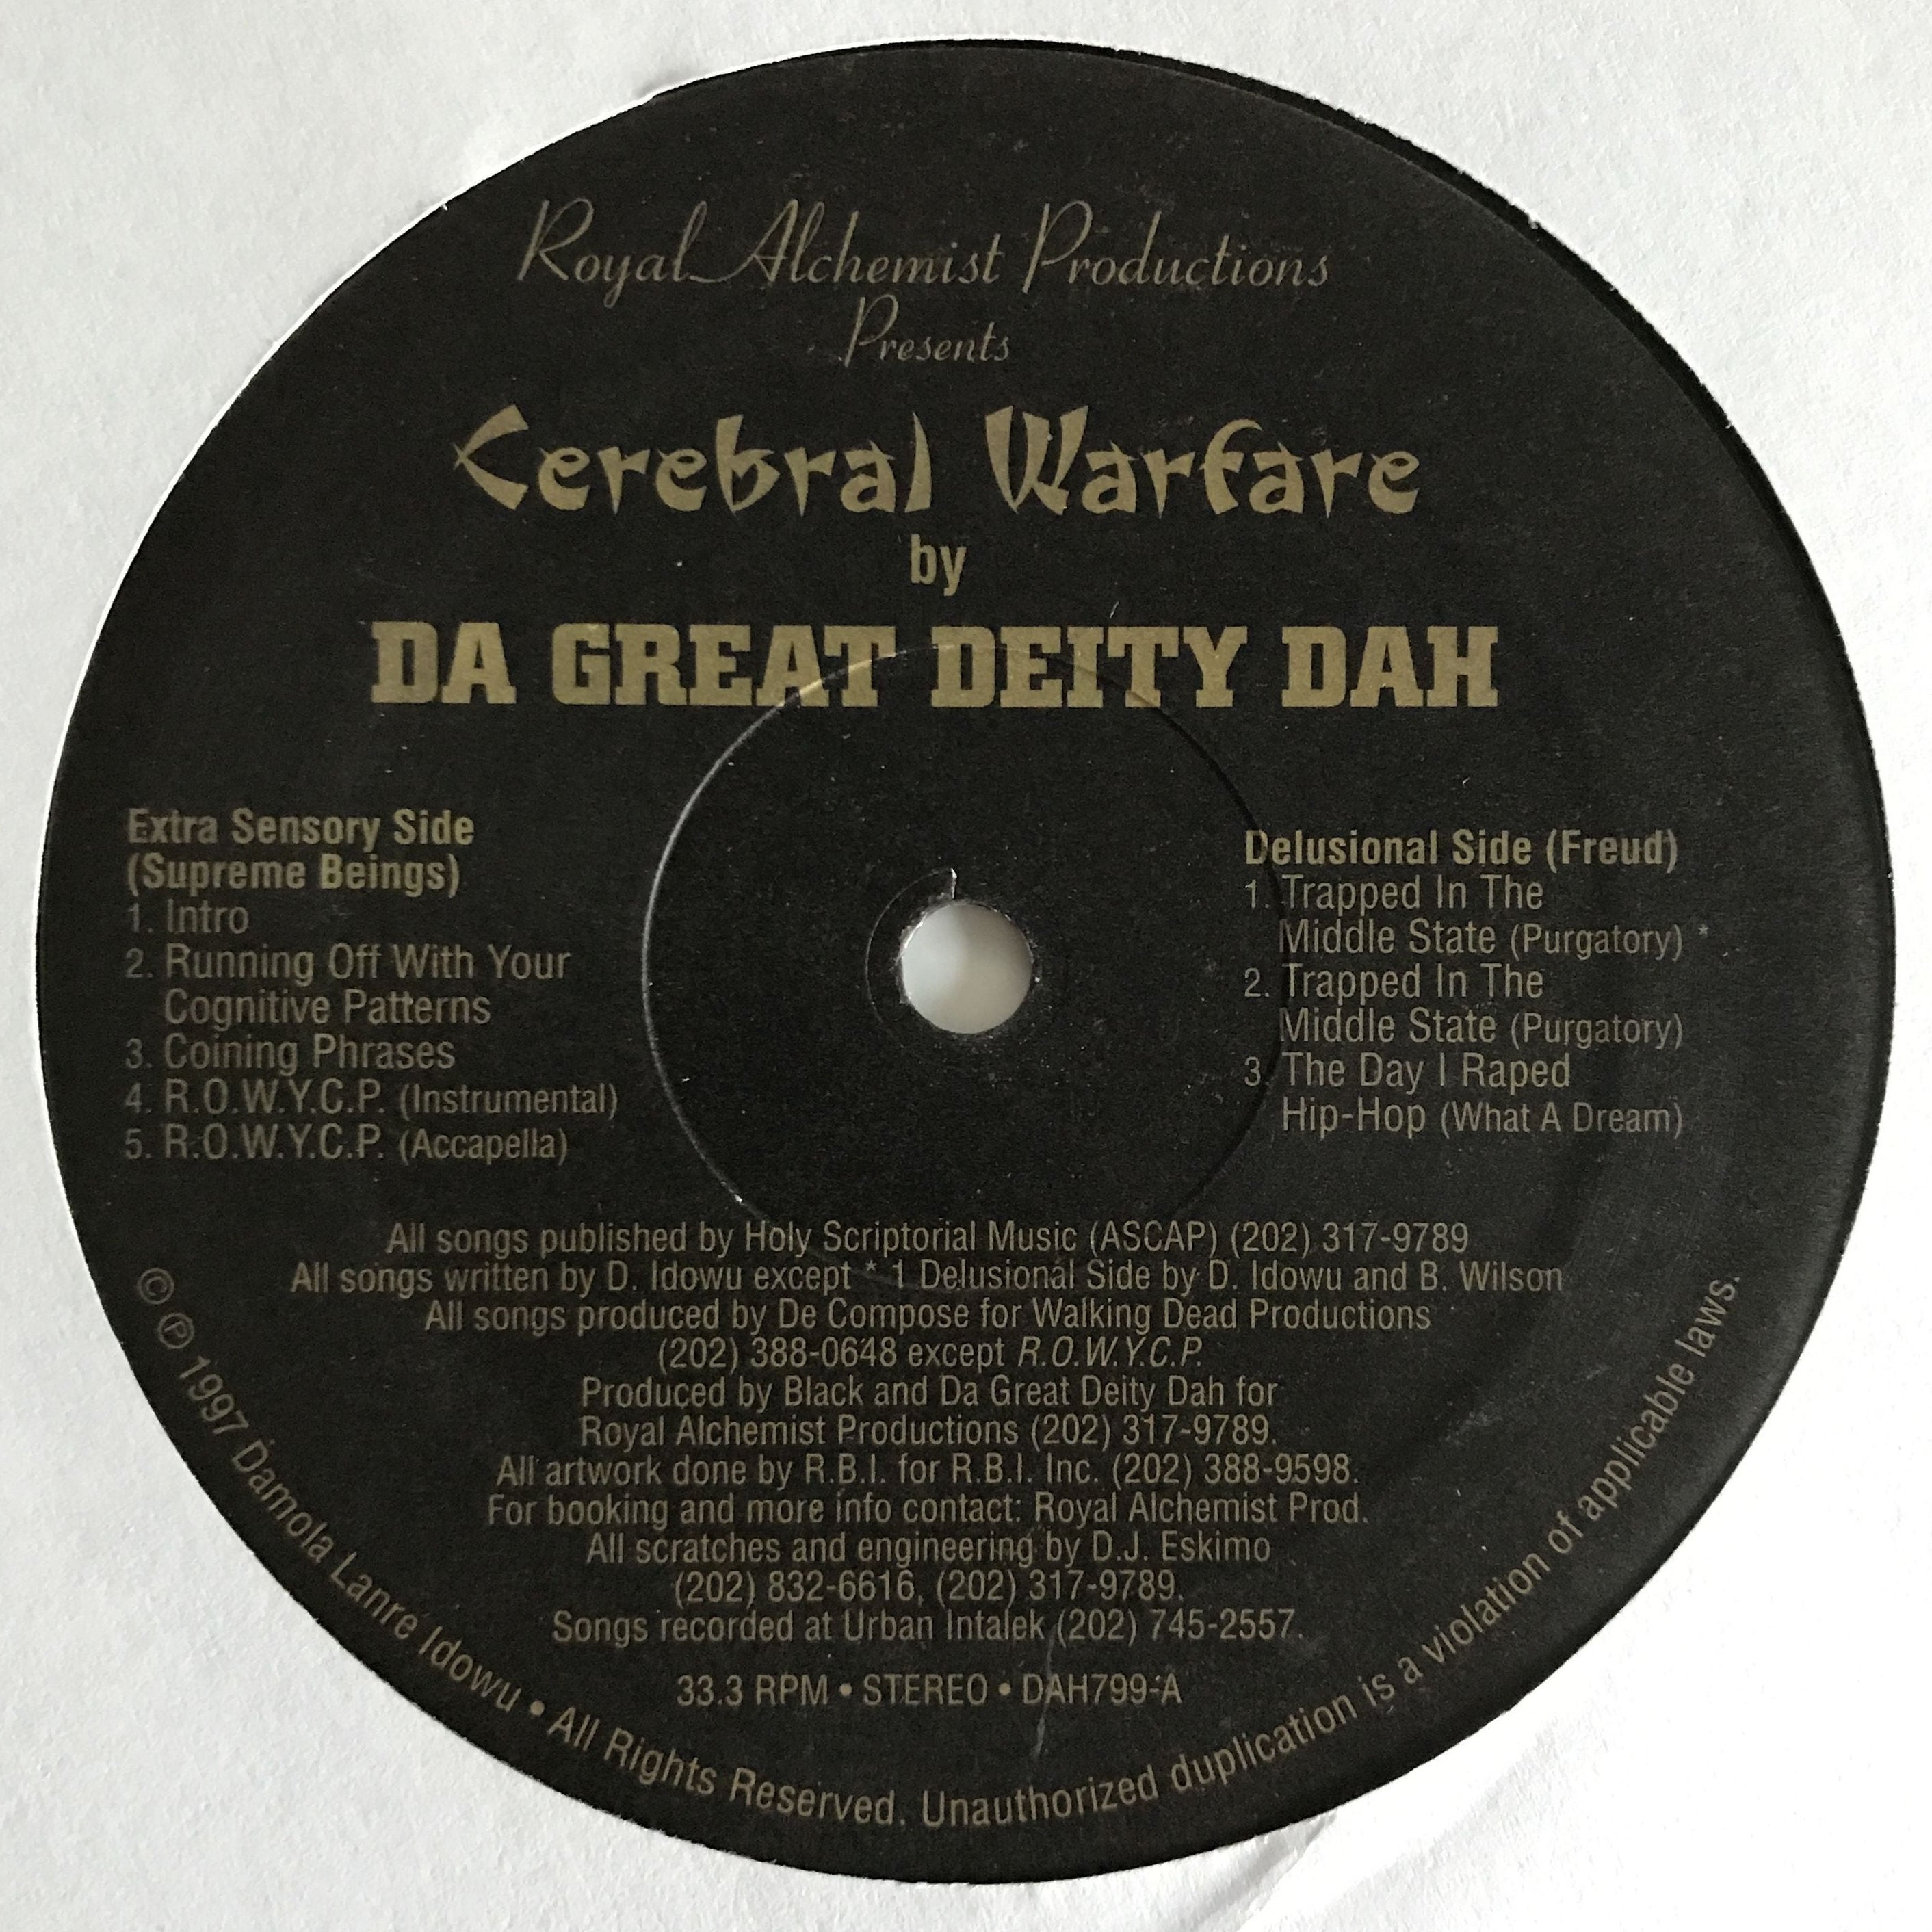 Royal Alchemist Productions
Presents
Cerebral Warfare
by
DA GREAT DEITY DAH
Extra Sensory Side
(Supreme Beings)
1. Intro
2. Running Off With Your
Cognitive Patterns
3. Coining Phrases
4. R.O.W.Y.C.P. (Instrumental)
5. R.O.W.Y.C.P. (Accapella)
Delusional Side (Freud)
1. Trapped In The
Middle State (Purgatory) *
2. Trapped In The
Middle State (Purgatory)
3. The Day I Raped
Hip-Hop (What A Dream)
All songs published by Holy Scriptorial Music (ASCAP) (202) 317-9789
All songs written by D. Idowu except * 1 Delusional Side by D. Idowu and B. Wilson
All songs produced by De Compose for Walking Dead Productions
(202) 388-0648 except R.O.W.Y.C.P.
Produced by Black and Da Great Deity Dah for
Royal Alchemist Productions (202) 317-9789.
All artwork done by R.B.I. for R.B.I. Inc. (202) 388-9598.
For booking and more info contact: Royal Alchemist Prod.
All scratches and engineering by D.J. Eskimo
(202) 832-6616, (202) 317-9789.
Songs recorded at Urban Intalek (202) 745-2557.
33.3 RPM • STEREO • DAH799-A
© ℗ 1997 Damola Lanre Idowu • All Rights Reserved. Unauthorized duplication is a violation of applicable laws.